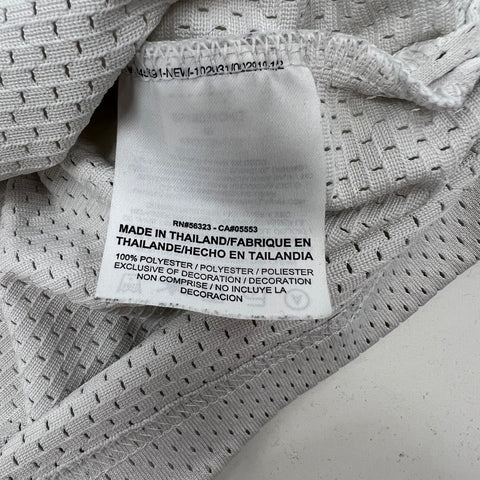 RN#56323 - CA#05553
MADE IN THAILAND/FABRIQUE EN
THAILANDE/HECHO EN TAILANDIA
100% POLYESTER / POLYESTER / POLIESTER
EXCLUSIVE OF DECORATION / DECORATION
NON COMPRISE / NO INCLUYE LA
DECORACION